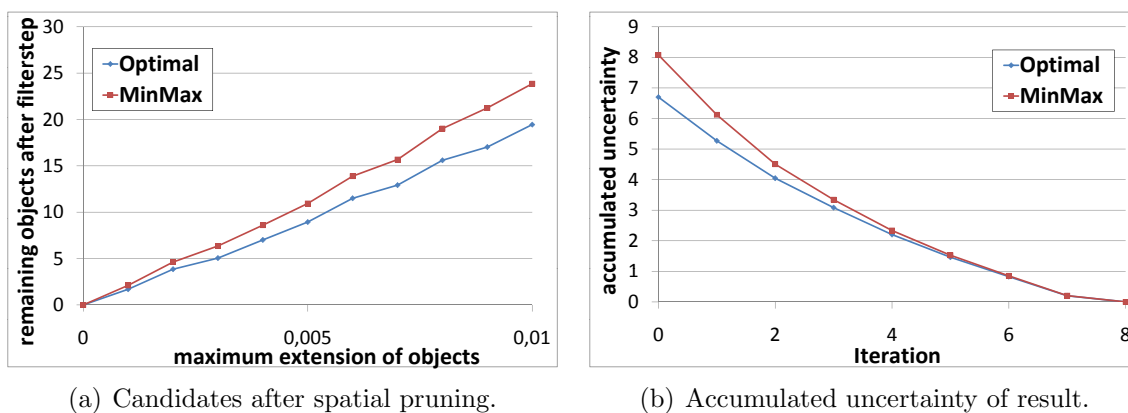 remaining objects after filterstep
30
25
20
15
10
5
0
Optimal
MinMax
0
0,005
0,01
maximum extension of objects
(a) Candidates after spatial pruning.
accumulated uncertainty
9
8
7
6
5
4
3
2
1
0
Optimal
MinMax
0
2
4
6
8
Iteration
(b) Accumulated uncertainty of result.